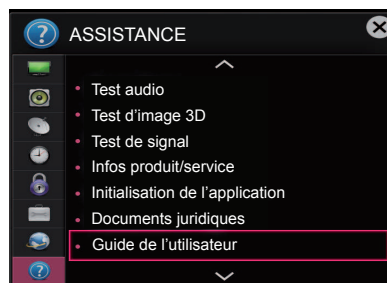 ASSISTANCE
• Test audio
• Test d'image 3D
• Test de signal
• Infos produit/service
• Initialisation de l'application
• Documents juridiques
• Guide de l'utilisateur